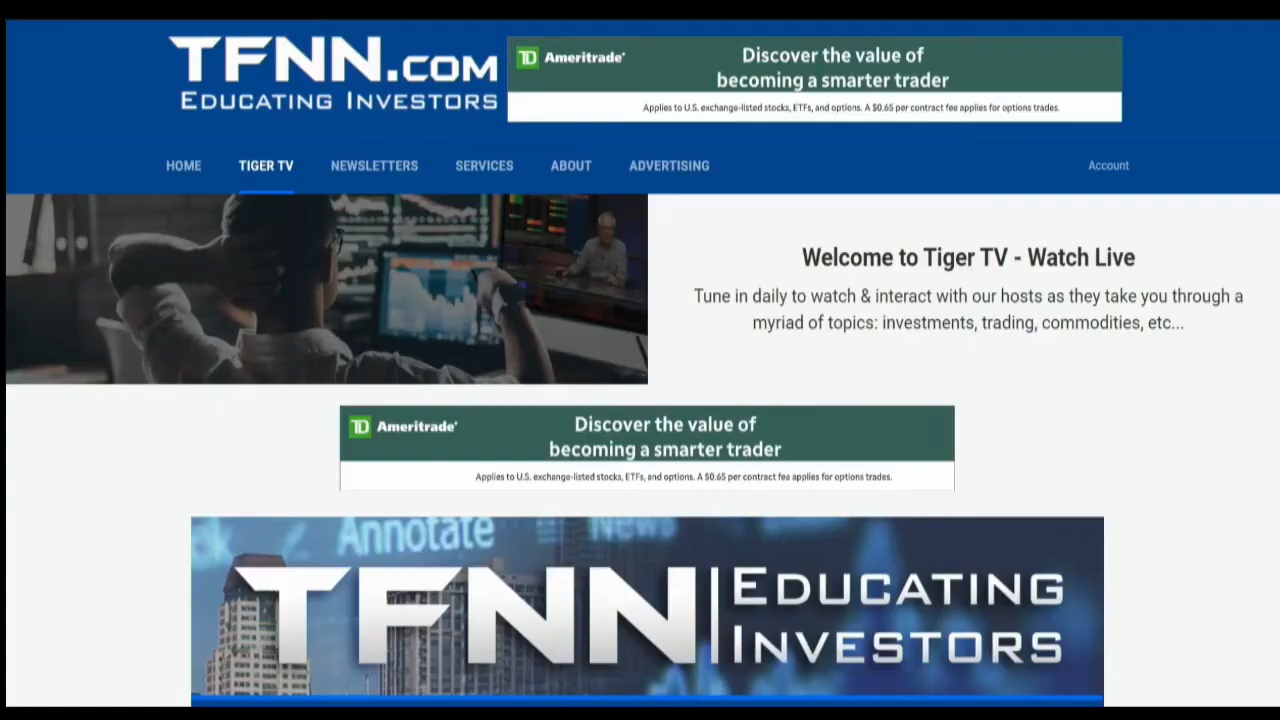 TFNN.COM
EDUCATING INVESTORS
TD Ameritrade®
Discover the value of
becoming a smarter trader
Applies to U.S. exchange-listed stocks, ETFs, and options. A $0.65 per contract fee applies for options trades.
HOME TIGER TV NEWSLETTERS SERVICES ABOUT ADVERTISING Account
Welcome to Tiger TV - Watch Live
Tune in daily to watch & interact with our hosts as they take you through a
myriad of topics: investments, trading, commodities, etc...
TD Ameritrade®
Discover the value of
becoming a smarter trader
Applies to U.S. exchange-listed stocks, ETFs, and options. A $0.65 per contract fee applies for options trades.
Annotate News
TFNN EDUCATING
INVESTORS